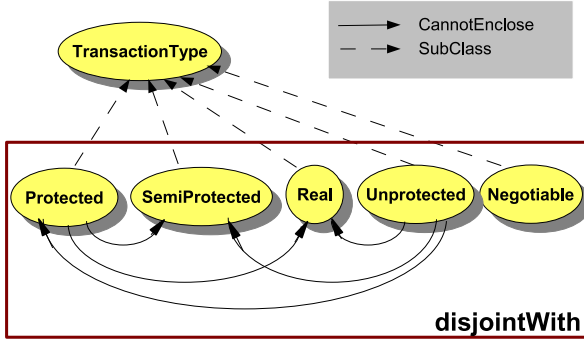 CannotEnclose
SubClass
TransactionType
Protected
SemiProtected
Real
Unprotected
Negotiable
disjointWith